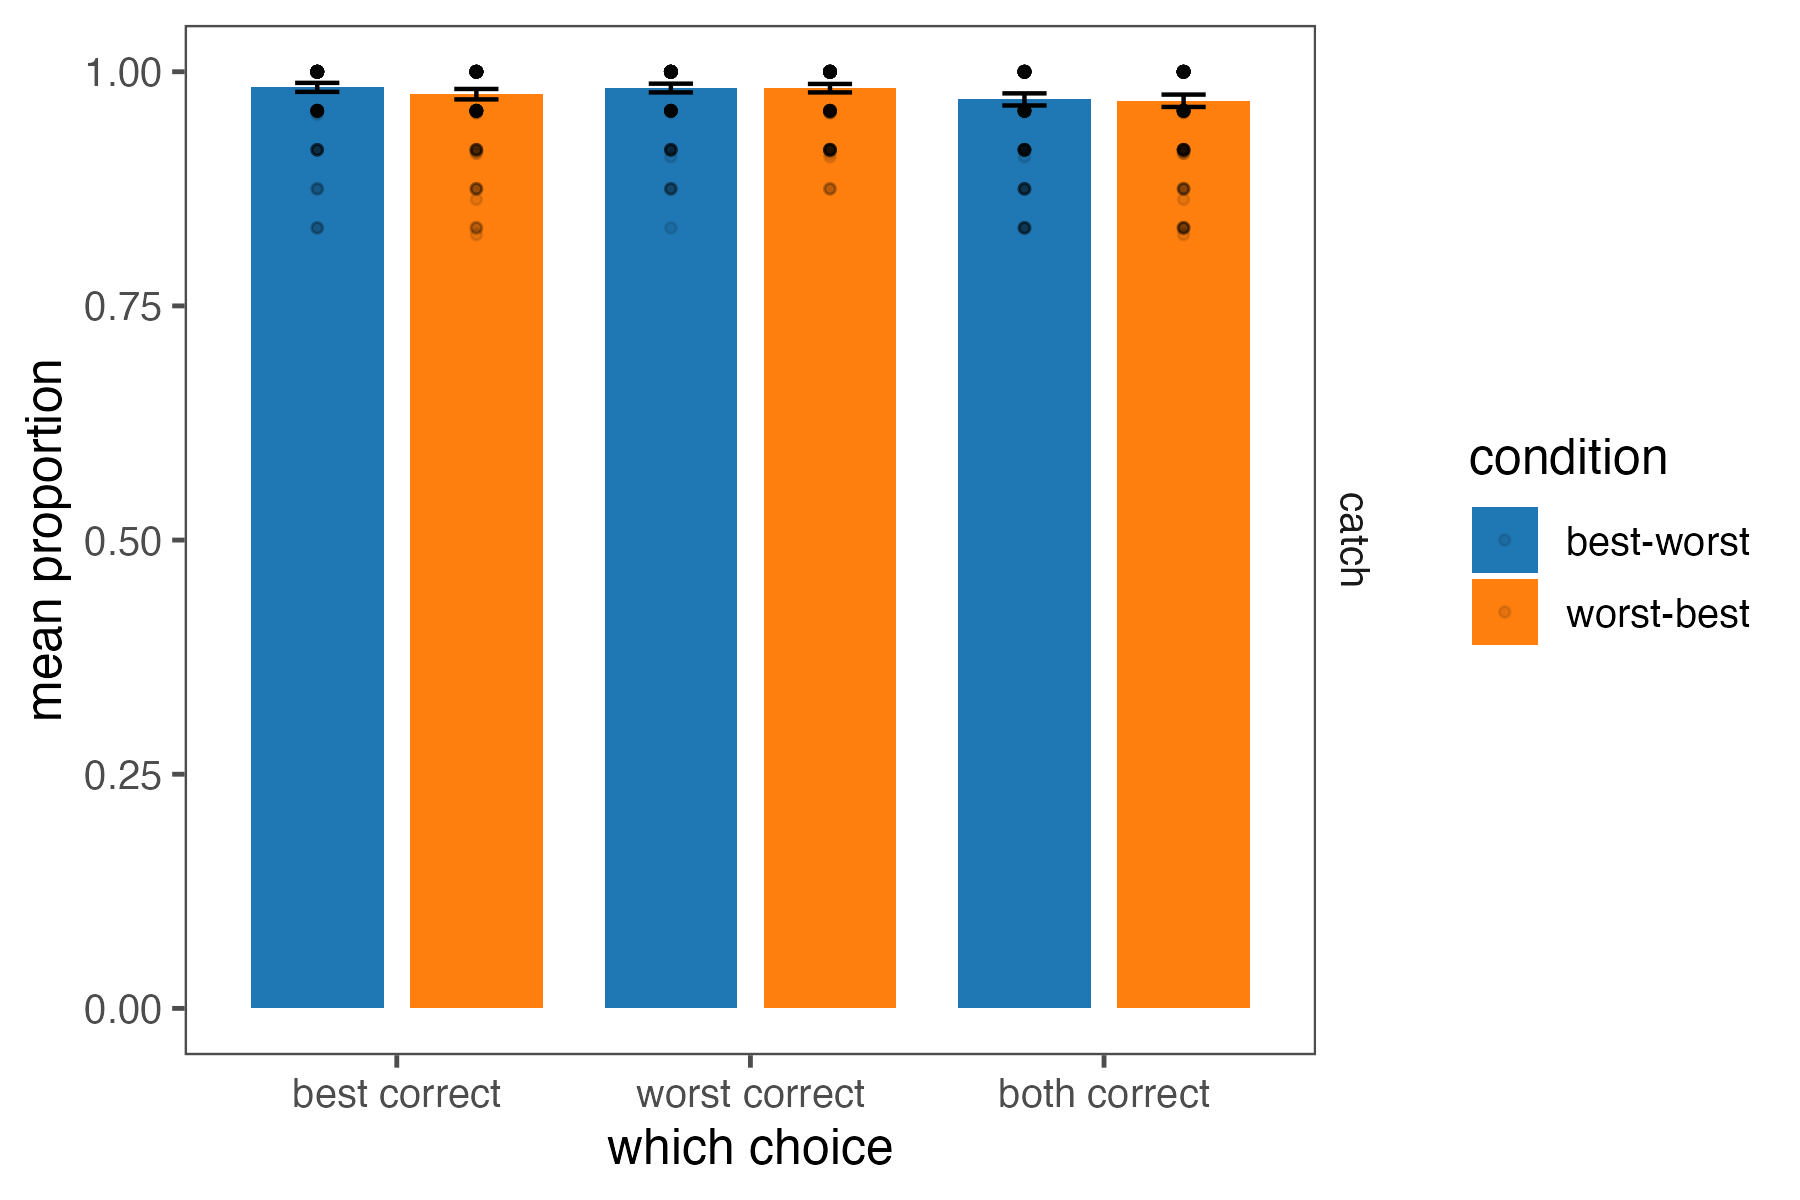 1.00
0.75
0.50
0.25
0.00
mean proportion
best correct
worst correct
both correct
which choice
catch
condition
best-worst
worst-best